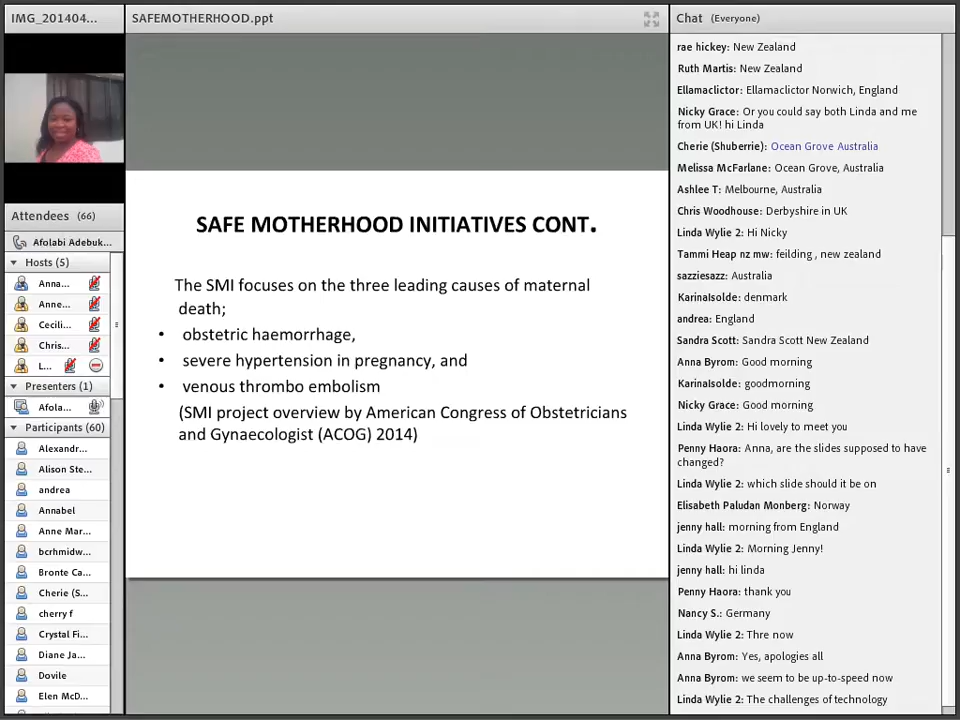 IMG_201404...
SAFEMOTHERHOOD.ppt
Chat (Everyone)
Attendees (66)
Afolabi Adebuk...
Hosts (5)
Anna...
Anne...
Cecili...
Chris...
L...
Presenters (1)
Afola...
Participants (60)
Alexandr...
Alison Ste...
andrea
Annabel
Anne Mar...
bcrhmidw...
Bronte Ca...
Cherie (S...
cherry f
Crystal Fi...
Diane Ja...
Dovile
Elen McD...
SAFE MOTHERHOOD INITIATIVES CONT.
The SMI focuses on the three leading causes of maternal
death;
• obstetric haemorrhage,
• severe hypertension in pregnancy, and
• venous thrombo embolism
(SMI project overview by American Congress of Obstetricians
and Gynaecologist (ACOG) 2014)
rae hickey: New Zealand
Ruth Martis: New Zealand
Ellamaclictor: Ellamaclictor Norwich, England
Nicky Grace: Or you could say both Linda and me
from UK! hi Linda
Cherie (Shuberrie): Ocean Grove Australia
Melissa McFarlane: Ocean Grove, Australia
Ashlee T: Melbourne, Australia
Chris Woodhouse: Derbyshire in UK
Linda Wylie 2: Hi Nicky
Tammi Heap nz mw: feilding , new zealand
sazziesazz: Australia
KarinaIsolde: denmark
andrea: England
Sandra Scott: Sandra Scott New Zealand
Anna Byrom: Good morning
KarinaIsolde: goodmorning
Nicky Grace: Good morning
Linda Wylie 2: Hi lovely to meet you
Penny Haora: Anna, are the slides supposed to have
changed?
Linda Wylie 2: which slide should it be on
Elisabeth Paludan Monberg: Norway
jenny hall: morning from England
Linda Wylie 2: Morning Jenny!
jenny hall: hi linda
Penny Haora: thank you
Nancy S.: Germany
Linda Wylie 2: Thre now
Anna Byrom: Yes, apologies all
Anna Byrom: we seem to be up-to-speed now
Linda Wylie 2: The challenges of technology